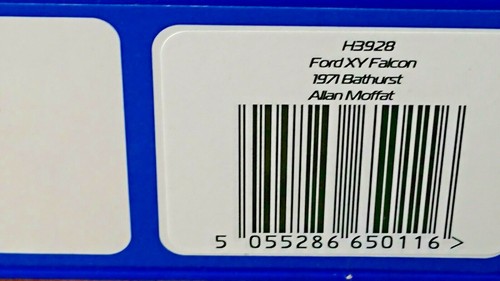 H3928
Ford XY Falcon
1971 Bathurst
Allan Moffat
5 055286 650116 >